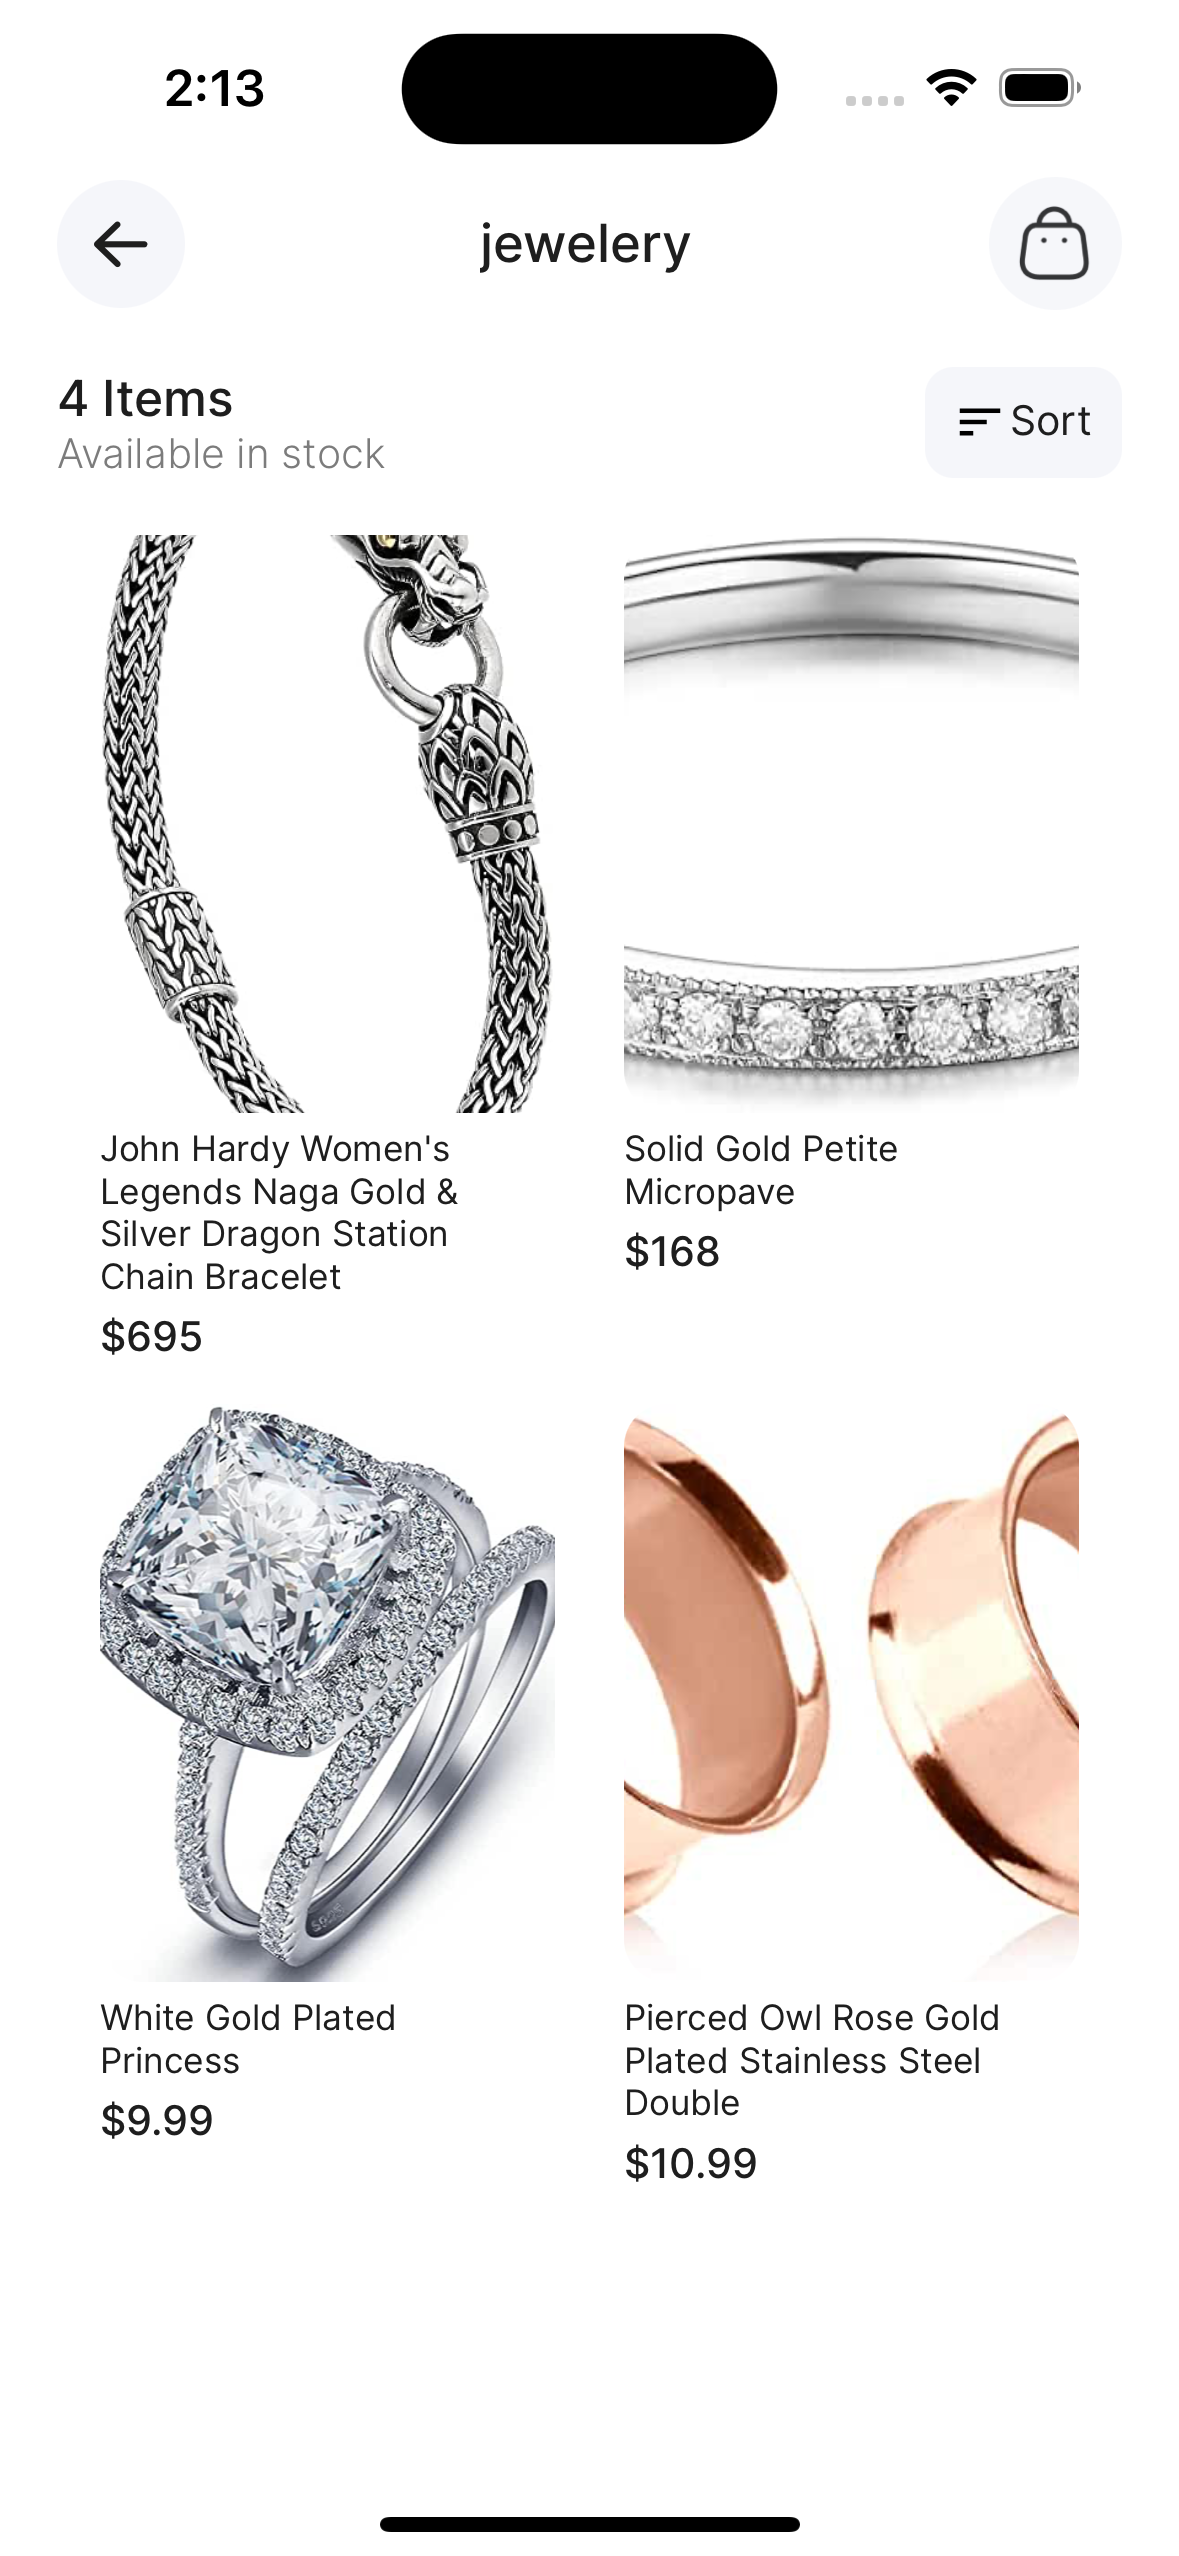 2:13
jewelery
4 Items
Available in stock
Sort
John Hardy Women's
Legends Naga Gold &
Silver Dragon Station
Chain Bracelet
$695
Solid Gold Petite
Micropave
$168
White Gold Plated
Princess
$9.99
Pierced Owl Rose Gold
Plated Stainless Steel
Double
$10.99